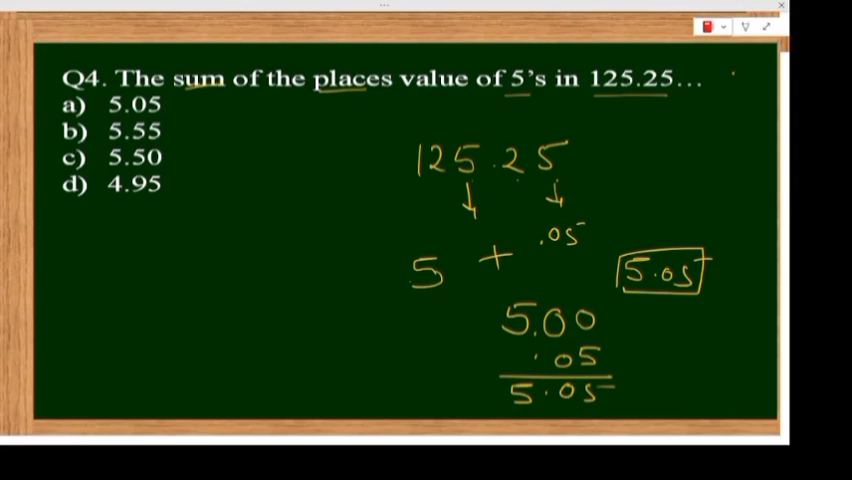 Q4. The sum of the places value of 5's in 125.25...
a) 5.05
b) 5.55
c) 5.50
d) 4.95
125.25
5 + .05
5.05
5.00
.05
5.05